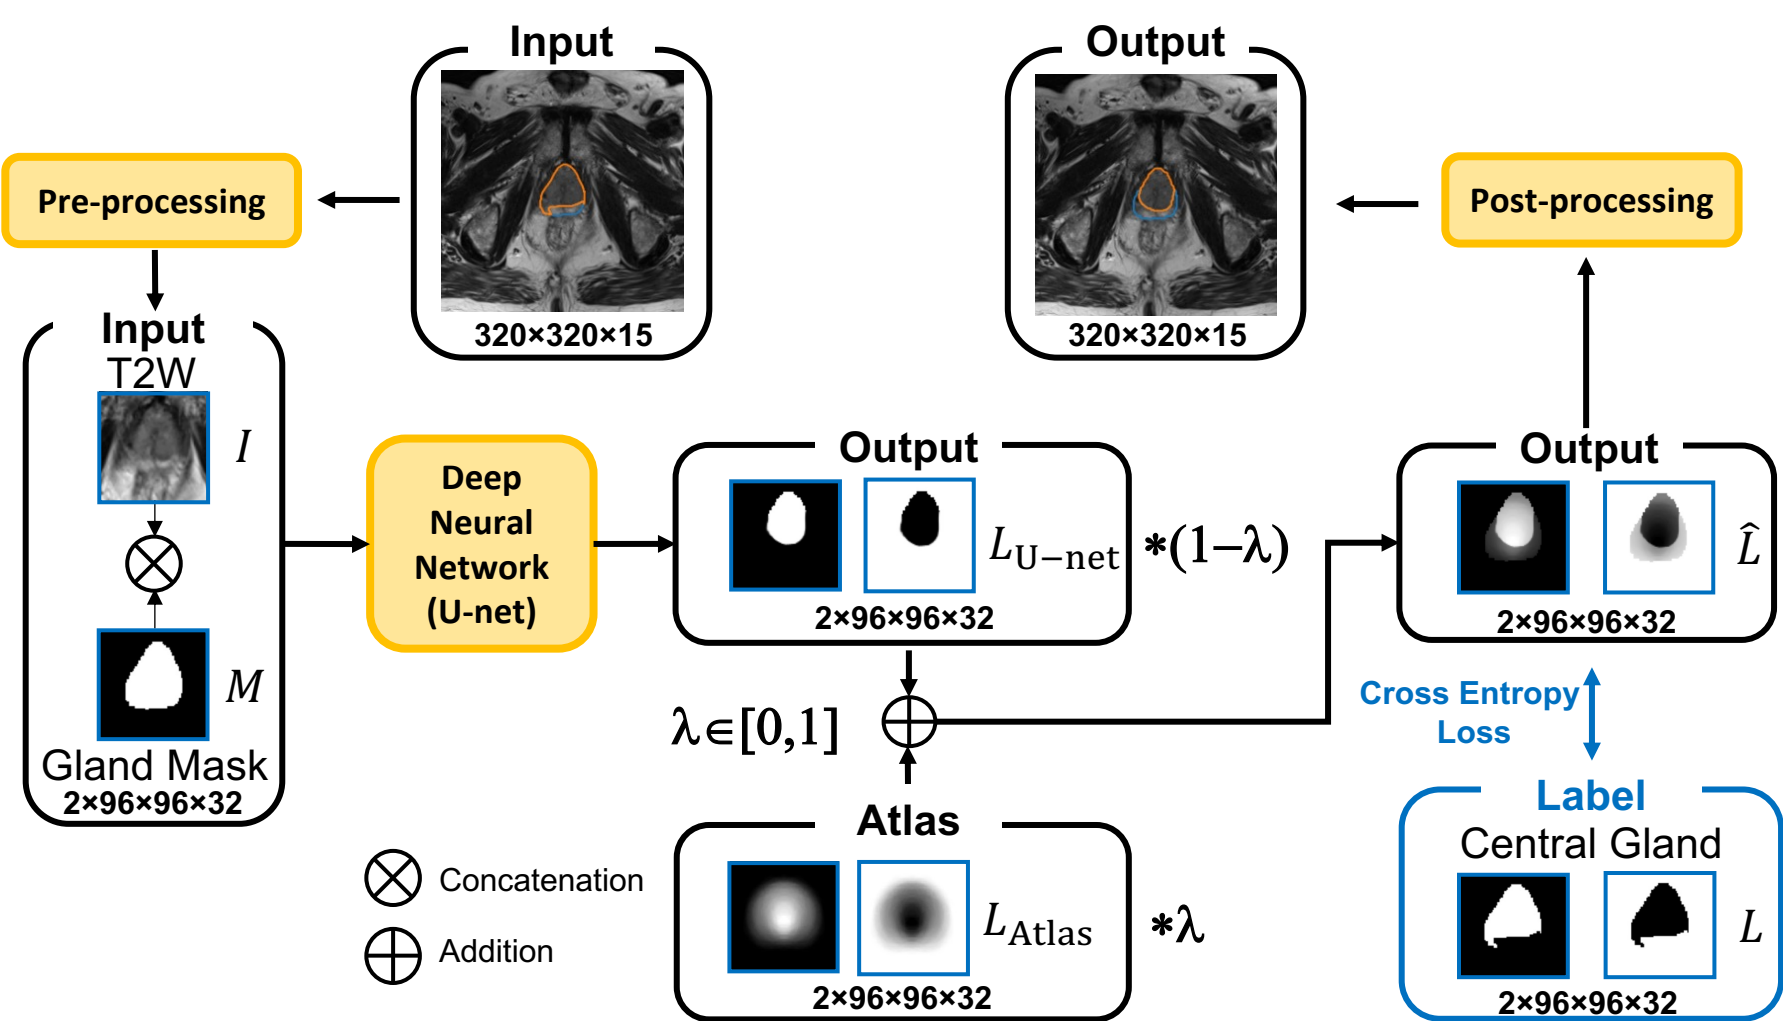 Input
320×320×15
Output
320×320×15
Pre-processing
Post-processing
Input
T2W
I
M
Gland Mask
2×96×96×32
Deep
Neural
Network
(U-net)
Output
L_U−net
*(1−λ)
2×96×96×32
λ∈[0,1]
Atlas
L_Atlas
*λ
2×96×96×32
Output
L̂
2×96×96×32
Cross Entropy
Loss
Label
Central Gland
L
2×96×96×32
Concatenation
Addition